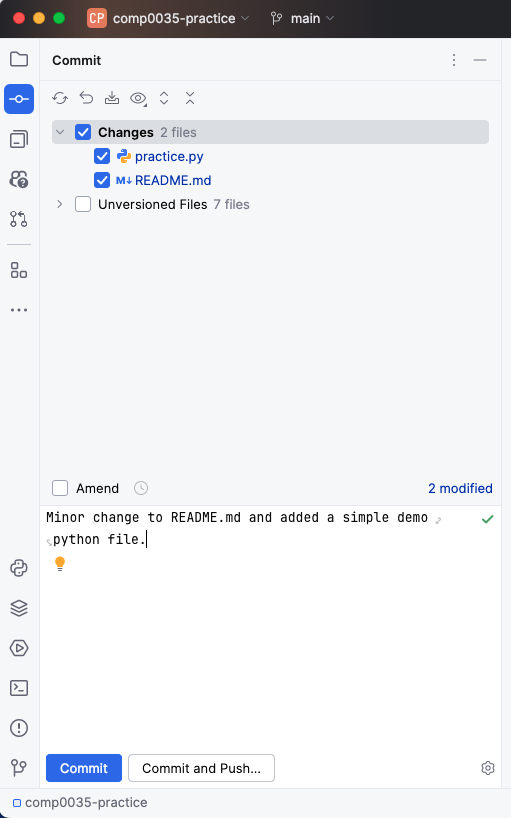 CP comp0035-practice main
Commit
Changes 2 files
practice.py
M↓ README.md
Unversioned Files 7 files
Amend
2 modified
Minor change to README.md and added a simple demo
python file.
Commit Commit and Push...
comp0035-practice